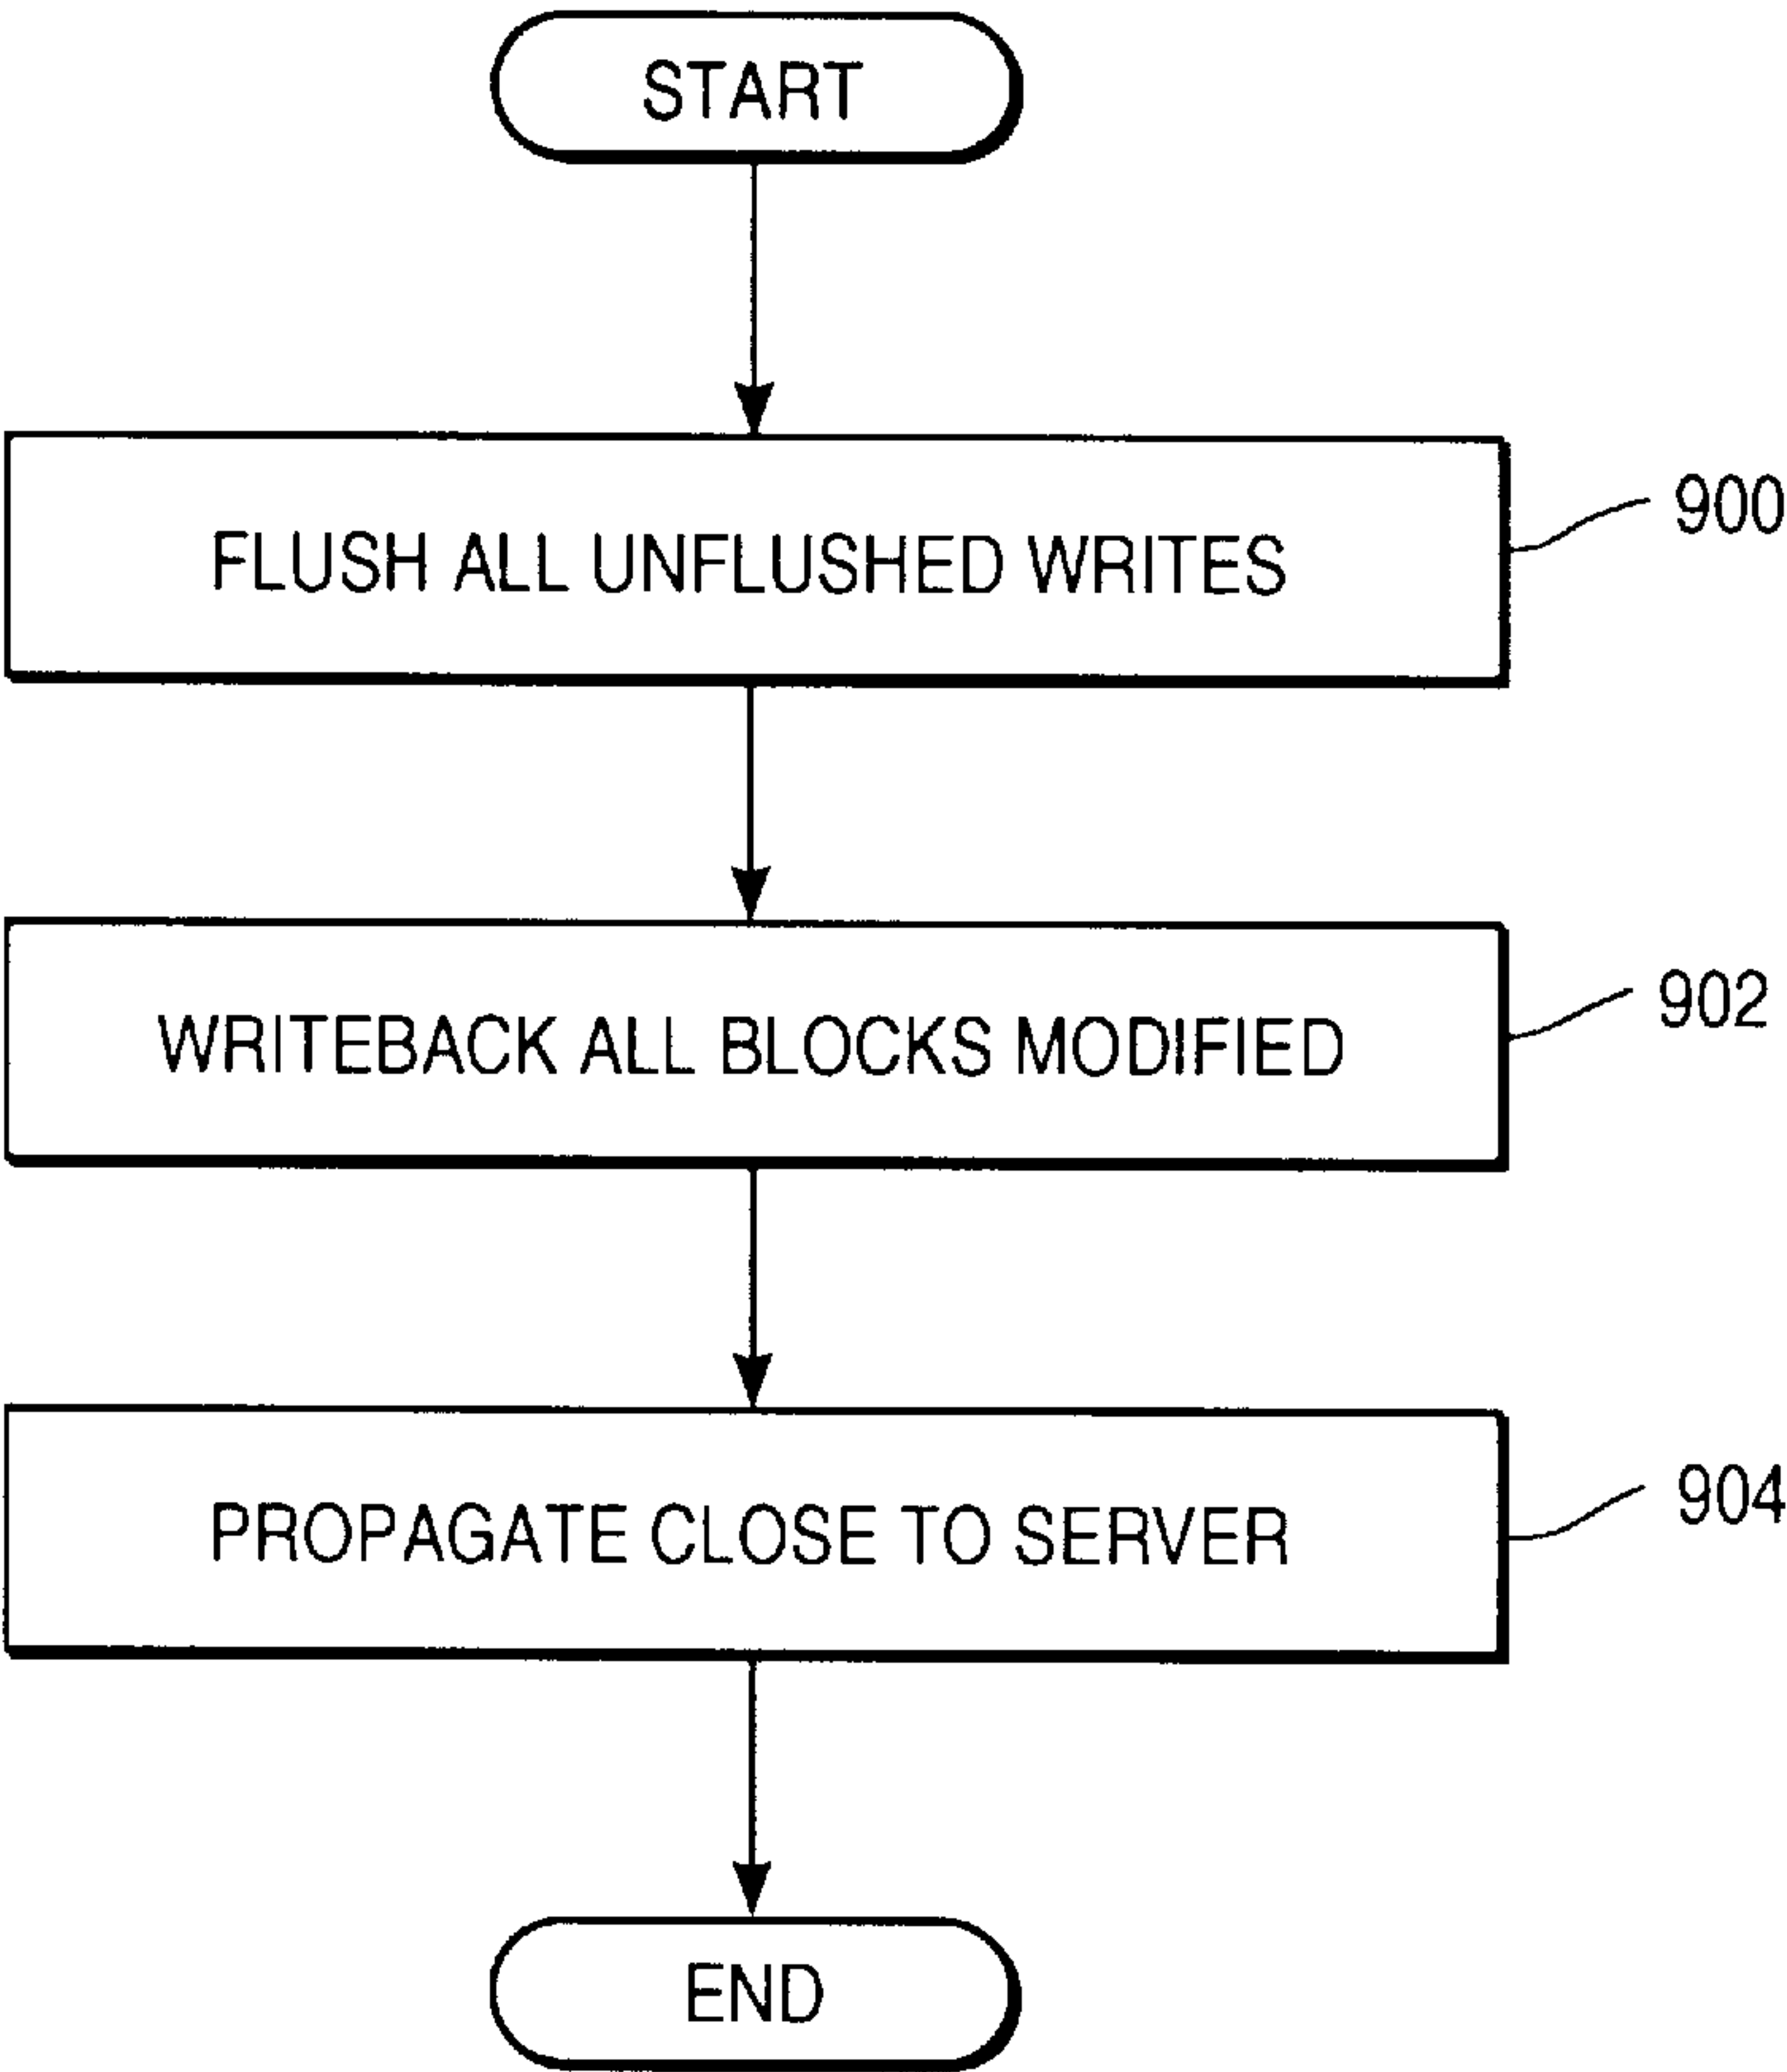 START
FLUSH ALL UNFLUSHED WRITES
900
WRITEBACK ALL BLOCKS MODIFIED
902
PROPAGATE CLOSE TO SERVER
904
END